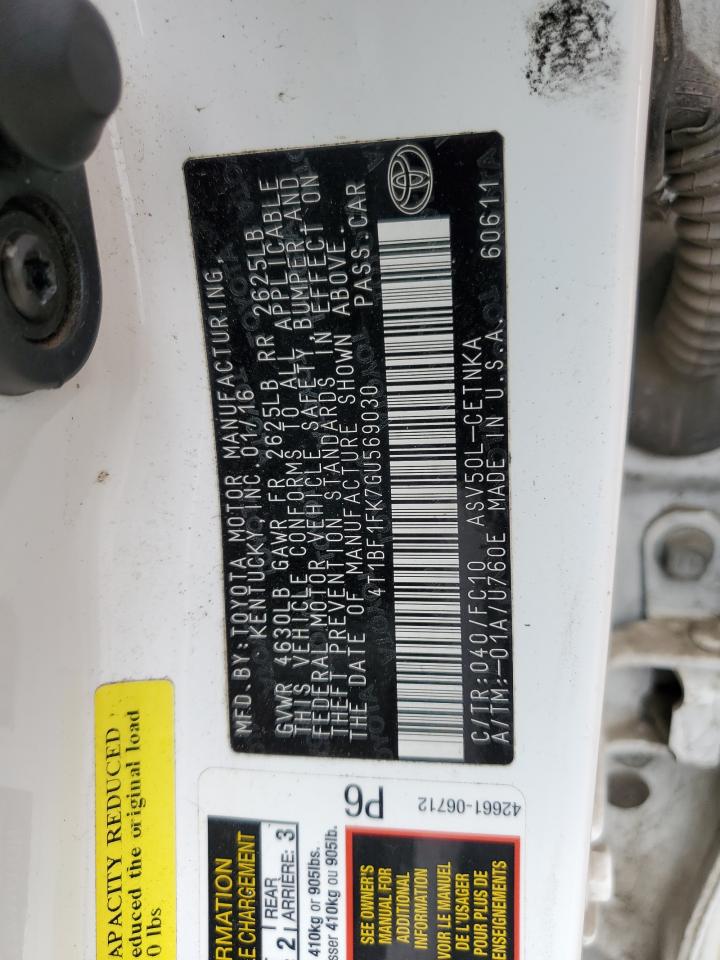 MFD.BY:TOYOTA MOTOR MANUFACTURING,
KENTUCKY INC. 01/16
GVWR 4630LB GAWR FR 2625LB RR 2625LB
THIS VEHICLE CONFORMS TO ALL APPLICABLE
FEDERAL MOTOR VEHICLE SAFETY, BUMPER, AND
THEFT PREVENTION STANDARDS IN EFFECT ON
THE DATE OF MANUFACTURE SHOWN ABOVE.
4T1BF1FK7GU569030 PASS.CAR
C/TR:040/FC10 ASV50L-CETNKA
A/TM:-01A/U760E MADE IN U.S.A. 60611
APACITY REDUCED
educed the original load
0 lbs
P6
42661-06712
RMATION
E CHARGEMENT
2
REAR
ARRIÈRE: 3
410kg or 905lbs.
sser 410kg ou 905lb.
SEE OWNER'S
MANUAL FOR
ADDITIONAL
INFORMATION
VOIR LE MANUEL
DE L'USAGER
POUR PLUS DE
RENSEIGNEMENTS